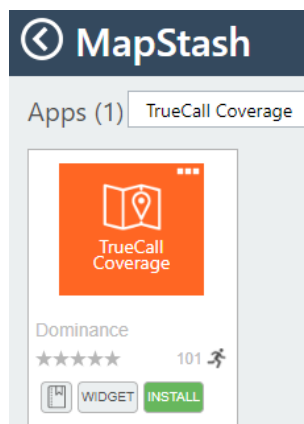 MapStash
Apps (1) TrueCall Coverage
TrueCall
Coverage
Dominance
101
WIDGET INSTALL